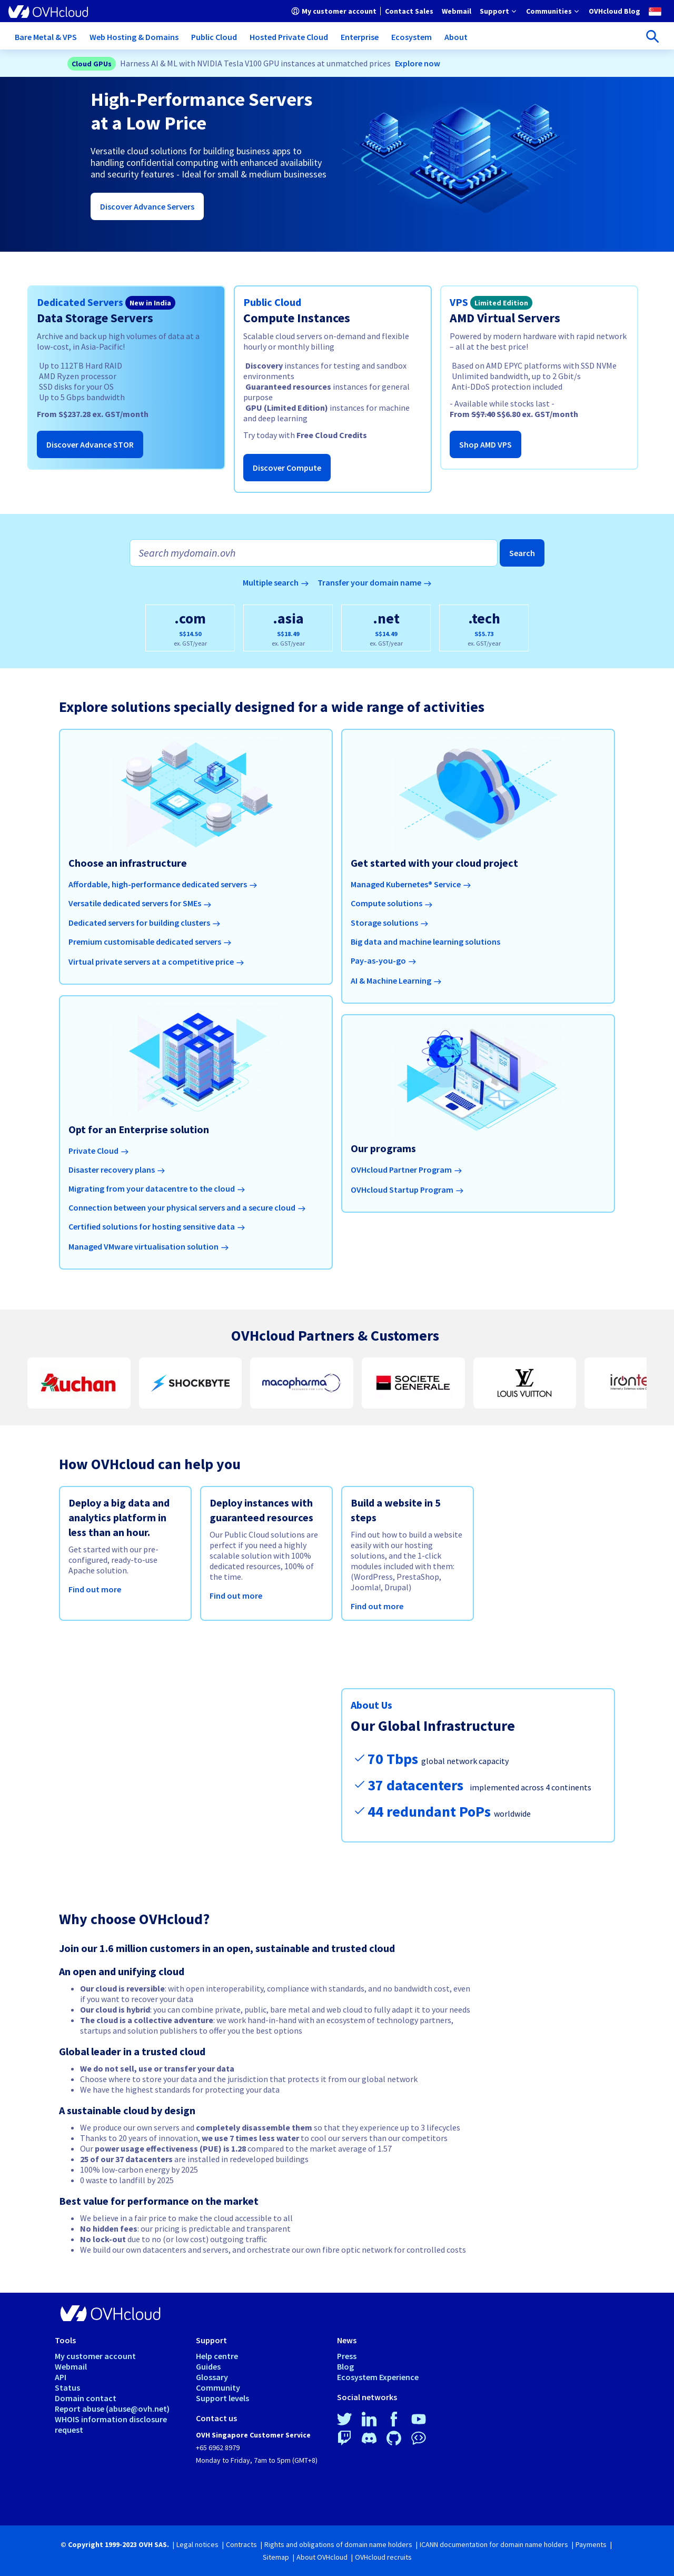 OVHcloud
My customer account | Contact Sales Webmail Support Communities OVHcloud Blog
Bare Metal & VPS Web Hosting & Domains Public Cloud Hosted Private Cloud Enterprise Ecosystem About
Cloud GPUs Harness AI & ML with NVIDIA Tesla V100 GPU instances at unmatched prices Explore now
High-Performance Servers
at a Low Price
Versatile cloud solutions for building business apps to
handling confidential computing with enhanced availability
and security features - Ideal for small & medium businesses
Discover Advance Servers
Dedicated Servers New in India
Data Storage Servers
Archive and back up high volumes of data at a
low-cost, in Asia-Pacific!
Up to 112TB Hard RAID
AMD Ryzen processor
SSD disks for your OS
Up to 5 Gbps bandwidth
From S$237.28 ex. GST/month
Discover Advance STOR
Public Cloud
Compute Instances
Scalable cloud servers on-demand and flexible
hourly or monthly billing
Discovery instances for testing and sandbox
environments
Guaranteed resources instances for general
purpose
GPU (Limited Edition) instances for machine
and deep learning
Try today with Free Cloud Credits
Discover Compute
VPS Limited Edition
AMD Virtual Servers
Powered by modern hardware with rapid network
– all at the best price!
Based on AMD EPYC platforms with SSD NVMe
Unlimited bandwidth, up to 2 Gbit/s
Anti-DDoS protection included
- Available while stocks last -
From S$7.40 S$6.80 ex. GST/month
Shop AMD VPS
Search mydomain.ovh
Search
Multiple search → Transfer your domain name →
.com
S$14.50
ex. GST/year
.asia
S$18.49
ex. GST/year
.net
S$14.49
ex. GST/year
.tech
S$5.73
ex. GST/year
Explore solutions specially designed for a wide range of activities
Choose an infrastructure
Affordable, high-performance dedicated servers →
Versatile dedicated servers for SMEs →
Dedicated servers for building clusters →
Premium customisable dedicated servers →
Virtual private servers at a competitive price →
Get started with your cloud project
Managed Kubernetes® Service →
Compute solutions →
Storage solutions →
Big data and machine learning solutions
Pay-as-you-go →
AI & Machine Learning →
Opt for an Enterprise solution
Private Cloud →
Disaster recovery plans →
Migrating from your datacentre to the cloud →
Connection between your physical servers and a secure cloud →
Certified solutions for hosting sensitive data →
Managed VMware virtualisation solution →
Our programs
OVHcloud Partner Program →
OVHcloud Startup Program →
OVHcloud Partners & Customers
Auchan
SHOCKBYTE
macopharma
SOCIETE
GENERALE
LOUIS VUITTON
ironte
How OVHcloud can help you
Deploy a big data and
analytics platform in
less than an hour.
Get started with our pre-
configured, ready-to-use
Apache solution.
Find out more
Deploy instances with
guaranteed resources
Our Public Cloud solutions are
perfect if you need a highly
scalable solution with 100%
dedicated resources, 100% of
the time.
Find out more
Build a website in 5
steps
Find out how to build a website
easily with our hosting
solutions, and the 1-click
modules included with them:
(WordPress, PrestaShop,
Joomla!, Drupal)
Find out more
About Us
Our Global Infrastructure
70 Tbps global network capacity
37 datacenters implemented across 4 continents
44 redundant PoPs worldwide
Why choose OVHcloud?
Join our 1.6 million customers in an open, sustainable and trusted cloud
An open and unifying cloud
• Our cloud is reversible: with open interoperability, compliance with standards, and no bandwidth cost, even
if you want to recover your data
• Our cloud is hybrid: you can combine private, public, bare metal and web cloud to fully adapt it to your needs
• The cloud is a collective adventure: we work hand-in-hand with an ecosystem of technology partners,
startups and solution publishers to offer you the best options
Global leader in a trusted cloud
• We do not sell, use or transfer your data
• Choose where to store your data and the jurisdiction that protects it from our global network
• We have the highest standards for protecting your data
A sustainable cloud by design
• We produce our own servers and completely disassemble them so that they experience up to 3 lifecycles
• Thanks to 20 years of innovation, we use 7 times less water to cool our servers than our competitors
• Our power usage effectiveness (PUE) is 1.28 compared to the market average of 1.57
• 25 of our 37 datacenters are installed in redeveloped buildings
• 100% low-carbon energy by 2025
• 0 waste to landfill by 2025
Best value for performance on the market
• We believe in a fair price to make the cloud accessible to all
• No hidden fees: our pricing is predictable and transparent
• No lock-out due to no (or low cost) outgoing traffic
• We build our own datacenters and servers, and orchestrate our own fibre optic network for controlled costs
OVHcloud
Tools
My customer account
Webmail
API
Status
Domain contact
Report abuse (abuse@ovh.net)
WHOIS information disclosure
request
Support
Help centre
Guides
Glossary
Community
Support levels
Contact us
OVH Singapore Customer Service
+65 6962 8979
Monday to Friday, 7am to 5pm (GMT+8)
News
Press
Blog
Ecosystem Experience
Social networks
© Copyright 1999-2023 OVH SAS. | Legal notices | Contracts | Rights and obligations of domain name holders | ICANN documentation for domain name holders | Payments |
Sitemap | About OVHcloud | OVHcloud recruits